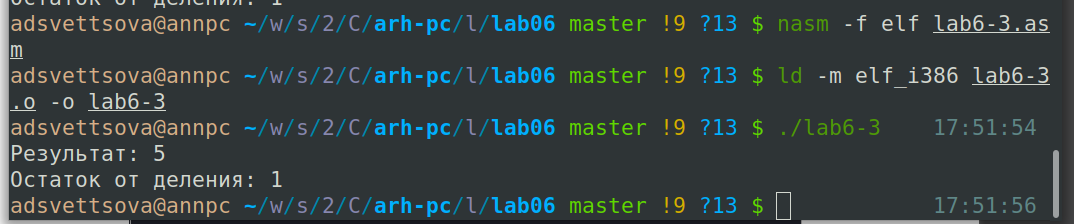 Остаток от деления: 1
adsvettsova@annpc ~/w/s/2/C/arh-pc/l/lab06 master !9 ?13 $ nasm -f elf lab6-3.as
m
adsvettsova@annpc ~/w/s/2/C/arh-pc/l/lab06 master !9 ?13 $ ld -m elf_i386 lab6-3
.o -o lab6-3
adsvettsova@annpc ~/w/s/2/C/arh-pc/l/lab06 master !9 ?13 $ ./lab6-3 17:51:54
Результат: 5
Остаток от деления: 1
adsvettsova@annpc ~/w/s/2/C/arh-pc/l/lab06 master !9 ?13 $ 17:51:56